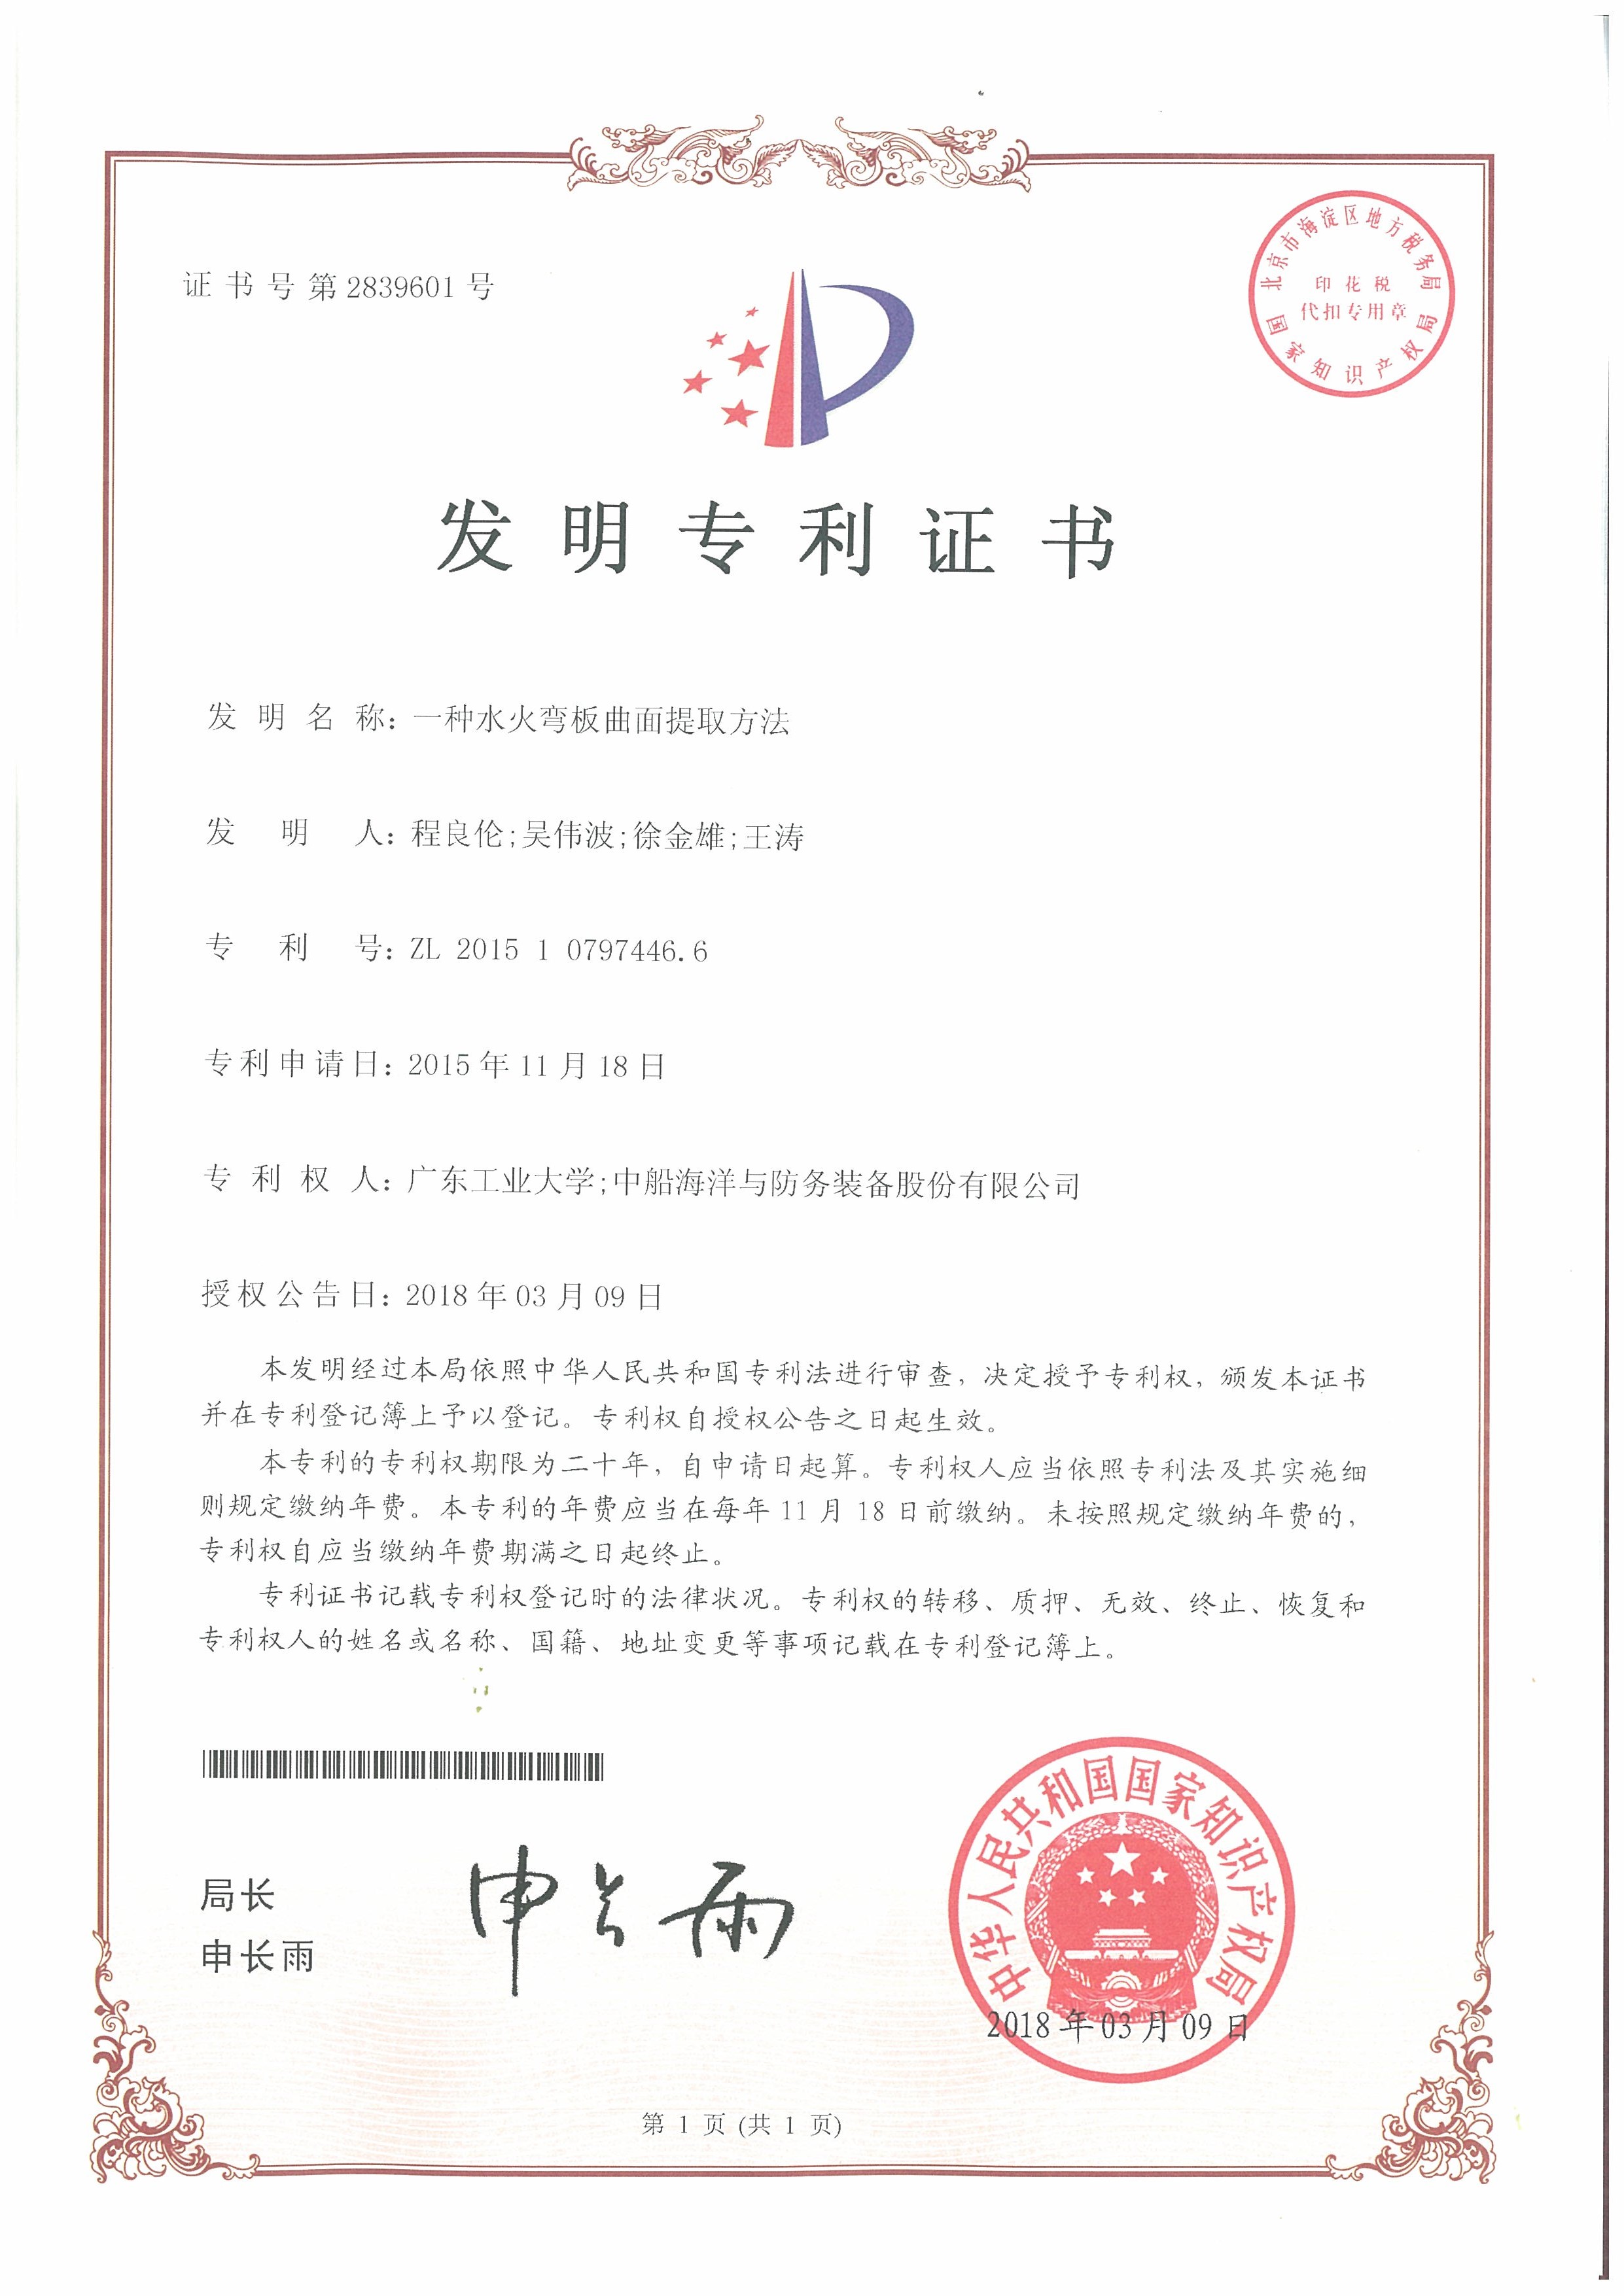 证书号第2839601号
北京市海淀区地方税务局
印花税
代扣专用章
国家知识产权局
发明专利证书
发明名称：一种水火弯板曲面提取方法
发明人：程良伦;吴伟波;徐金雄;王涛
专利号：ZL 2015 1 0797446.6
专利申请日：2015年11月18日
专利权人：广东工业大学;中船海洋与防务装备股份有限公司
授权公告日：2018年03月09日
本发明经过本局依照中华人民共和国专利法进行审查，决定授予专利权，颁发本证书
并在专利登记簿上予以登记。专利权自授权公告之日起生效。
本专利的专利权期限为二十年，自申请日起算。专利权人应当依照专利法及其实施细
则规定缴纳年费。本专利的年费应当在每年11月18日前缴纳。未按照规定缴纳年费的，
专利权自应当缴纳年费期满之日起终止。
专利证书记载专利权登记时的法律状况。专利权的转移、质押、无效、终止、恢复和
专利权人的姓名或名称、国籍、地址变更等事项记载在专利登记簿上。
局长
申长雨
申长雨
中华人民共和国国家知识产权局
2018年03月09日
第 1 页 (共 1 页)